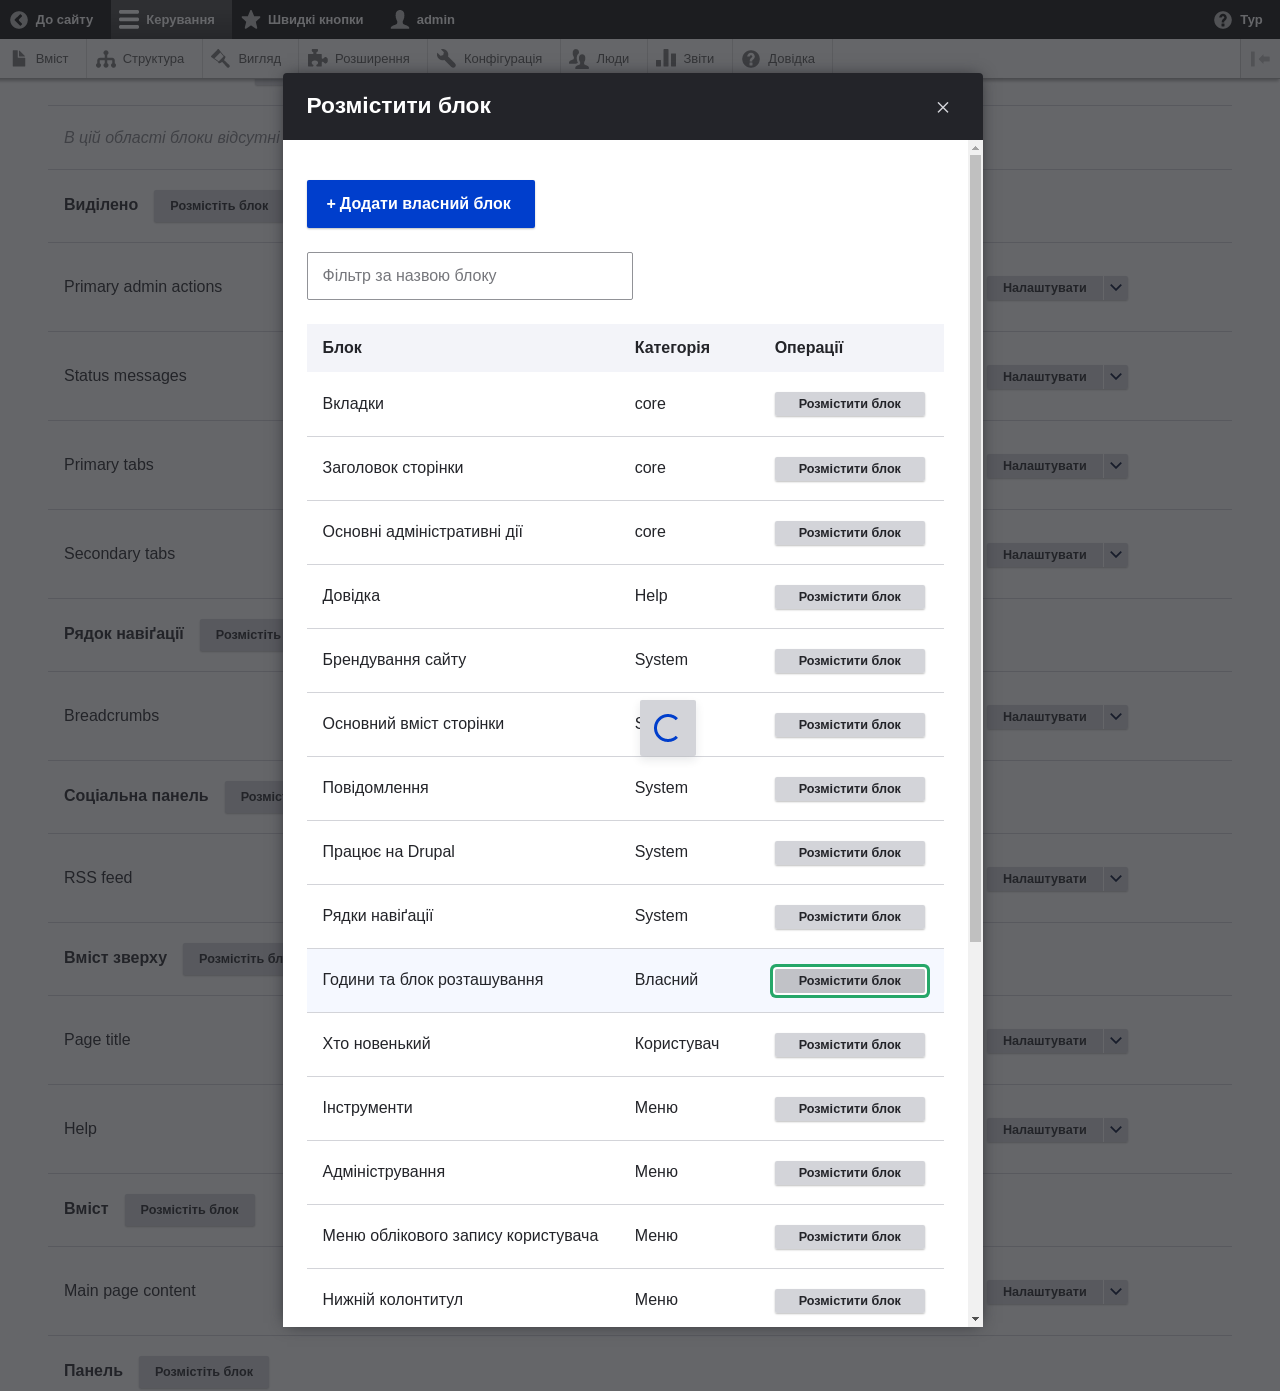 До сайту Керування Швидкі кнопки admin Тур
Вміст Структура Вигляд Розширення Конфігурація Люди Звіти Довідка
Розмістити блок
В цій області блоки відсутні
+ Додати власний блок
Виділено Розмістіть блок
Фільтр за назвою блоку
Primary admin actions Налаштувати
Блок Категорія Операції
Status messages Налаштувати
Вкладки core Розмістити блок
Primary tabs Налаштувати
Заголовок сторінки core Розмістити блок
Основні адміністративні дії core Розмістити блок
Secondary tabs Налаштувати
Довідка Help Розмістити блок
Рядок навіґації Розмістіть
Брендування сайту System Розмістити блок
Breadcrumbs Налаштувати
Основний вміст сторінки Розмістити блок
Соціальна панель
Повідомлення System Розмістити блок
Працює на Drupal System Розмістити блок
RSS feed Налаштувати
Рядки навіґації System Розмістити блок
Вміст зверху Розмістіть
Години та блок розташування Власний Розмістити блок
Page title Налаштувати
Хто новенький Користувач Розмістити блок
Інструменти Меню Розмістити блок
Help Налаштувати
Адміністрування Меню Розмістити блок
Вміст Розмістіть блок
Меню облікового запису користувача Меню Розмістити блок
Main page content Налаштувати
Нижній колонтитул Меню Розмістити блок
Панель Розмістіть блок